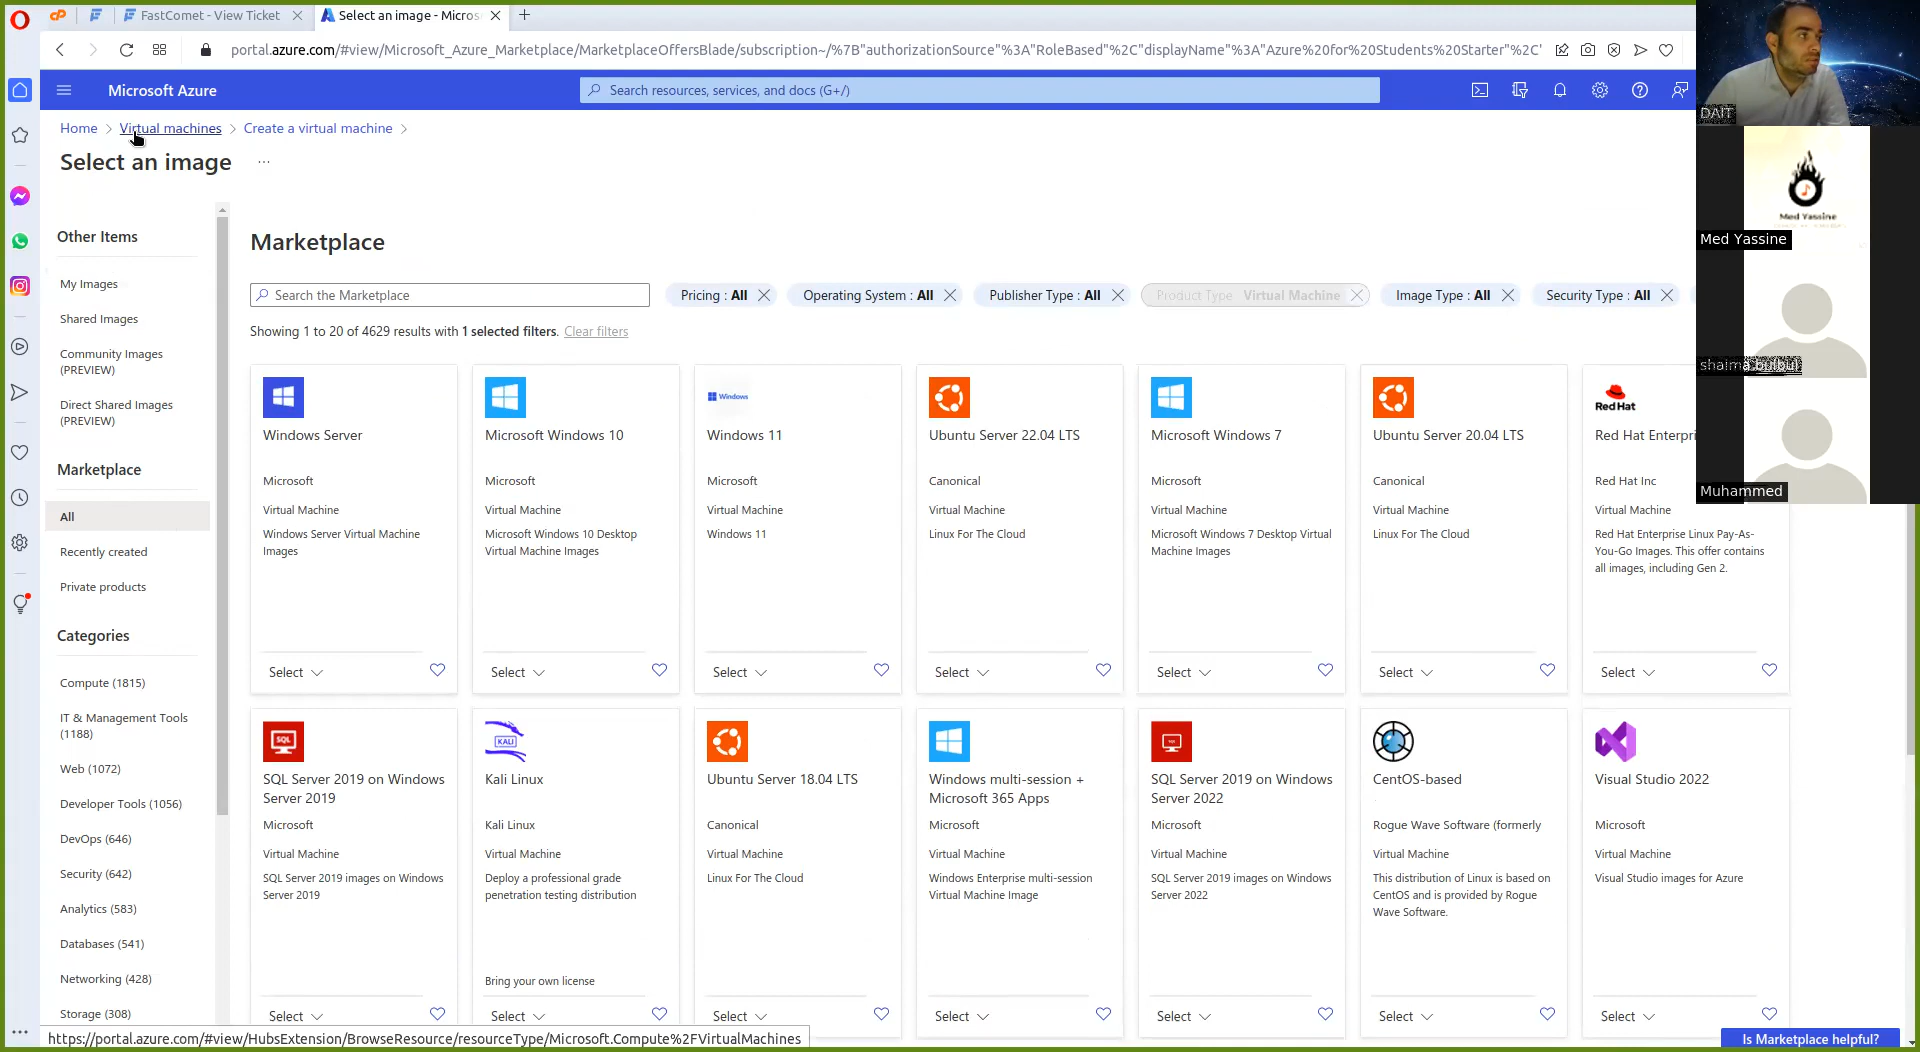 FastComet - View Ticket
Select an image - Micros
portal.azure.com/#view/Microsoft_Azure_Marketplace/MarketplaceOffersBlade/subscription~/%7B"authorizationSource"%3A"RoleBased"%2C"displayName"%3A"Azure%20for%20Students%20Starter"%2C'
Microsoft Azure
Search resources, services, and docs (G+/)
DAIT
Home > Virtual machines > Create a virtual machine >
Select an image ...
Med Yassine
Med Yassine
Muhammed
Other Items
My Images
Shared Images
Community Images
(PREVIEW)
Direct Shared Images
(PREVIEW)
Marketplace
All
Recently created
Private products
Categories
Compute (1815)
IT & Management Tools
(1188)
Web (1072)
Developer Tools (1056)
DevOps (646)
Security (642)
Analytics (583)
Databases (541)
Networking (428)
Storage (308)
Marketplace
Search the Marketplace
Pricing : All
Operating System : All
Publisher Type : All
Product Type Virtual Machine
Image Type : All
Security Type : All
Showing 1 to 20 of 4629 results with 1 selected filters. Clear filters
Windows Server
Microsoft
Virtual Machine
Windows Server Virtual Machine
Images
Select
Microsoft Windows 10
Microsoft
Virtual Machine
Microsoft Windows 10 Desktop
Virtual Machine Images
Select
Windows
Windows 11
Microsoft
Virtual Machine
Windows 11
Select
Ubuntu Server 22.04 LTS
Canonical
Virtual Machine
Linux For The Cloud
Select
Microsoft Windows 7
Microsoft
Virtual Machine
Microsoft Windows 7 Desktop Virtual
Machine Images
Select
Ubuntu Server 20.04 LTS
Canonical
Virtual Machine
Linux For The Cloud
Select
Red Hat
Red Hat Enterpri
Red Hat Inc
Virtual Machine
Red Hat Enterprise Linux Pay-As-
You-Go Images. This offer contains
all images, including Gen 2.
Select
SQL
SQL Server 2019 on Windows
Server 2019
Microsoft
Virtual Machine
SQL Server 2019 images on Windows
Server 2019
Select
KALI
Kali Linux
Kali Linux
Virtual Machine
Deploy a professional grade
penetration testing distribution
Bring your own license
Select
Ubuntu Server 18.04 LTS
Canonical
Virtual Machine
Linux For The Cloud
Select
Windows multi-session +
Microsoft 365 Apps
Microsoft
Virtual Machine
Windows Enterprise multi-session
Virtual Machine Image
Select
SQL Server 2019 on Windows
Server 2022
Microsoft
Virtual Machine
SQL Server 2019 images on Windows
Server 2022
Select
CentOS-based
Rogue Wave Software (formerly
Virtual Machine
This distribution of Linux is based on
CentOS and is provided by Rogue
Wave Software.
Select
Visual Studio 2022
Microsoft
Virtual Machine
Visual Studio images for Azure
Select
https://portal.azure.com/#view/HubsExtension/BrowseResource/resourceType/Microsoft.Compute%2FVirtualMachines
Is Marketplace helpful?